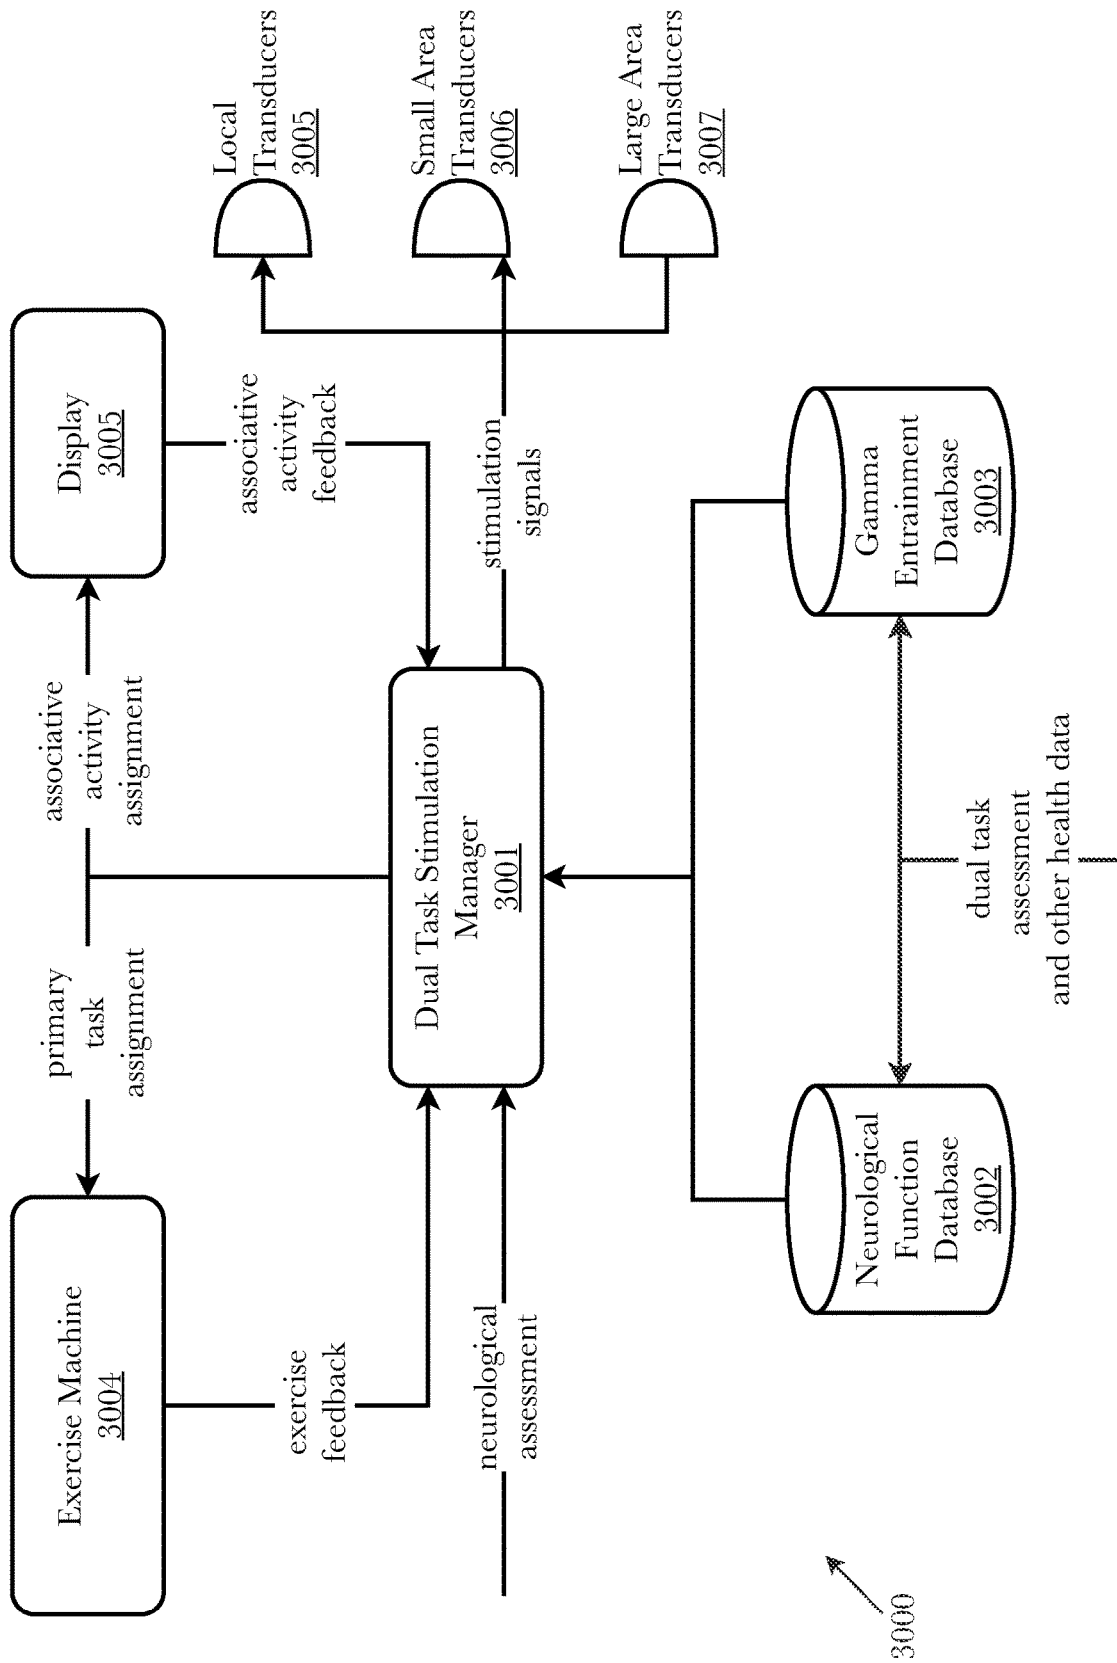 Exercise Machine
3004
primary
task
assignment
associative
activity
assignment
Display
3005
exercise
feedback
associative
activity
feedback
Local
Transducers
3005
neurological
assessment
Dual Task Stimulation
Manager
3001
stimulation
signals
Small Area
Transducers
3006
Large Area
Transducers
3007
Neurological
Function
Database
3002
Gamma
Entrainment
Database
3003
dual task
assessment
and other health data
3000